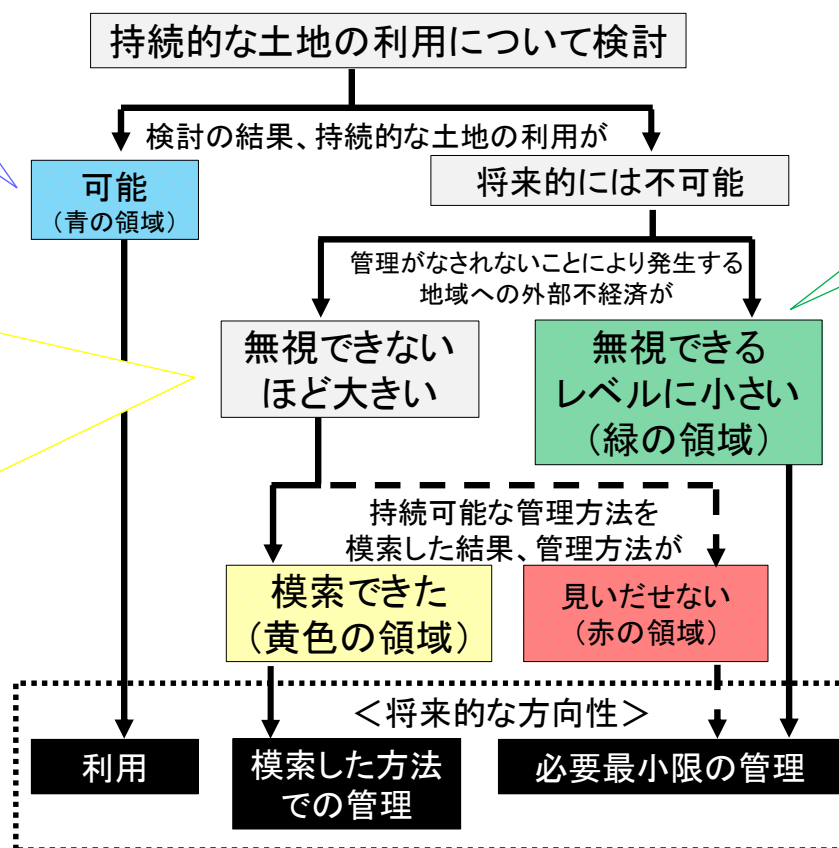 持続的な土地の利用について検討
検討の結果、持続的な土地の利用が
可能
（青の領域）
将来的には不可能
管理がなされないことにより発生する
地域への外部不経済が
無視できない
ほど大きい
無視できる
レベルに小さい
（緑の領域）
持続可能な管理方法を
模索した結果、管理方法が
模索できた
（黄色の領域）
見いだせない
（赤の領域）
＜将来的な方向性＞
利用
模索した方法
での管理
必要最小限の管理